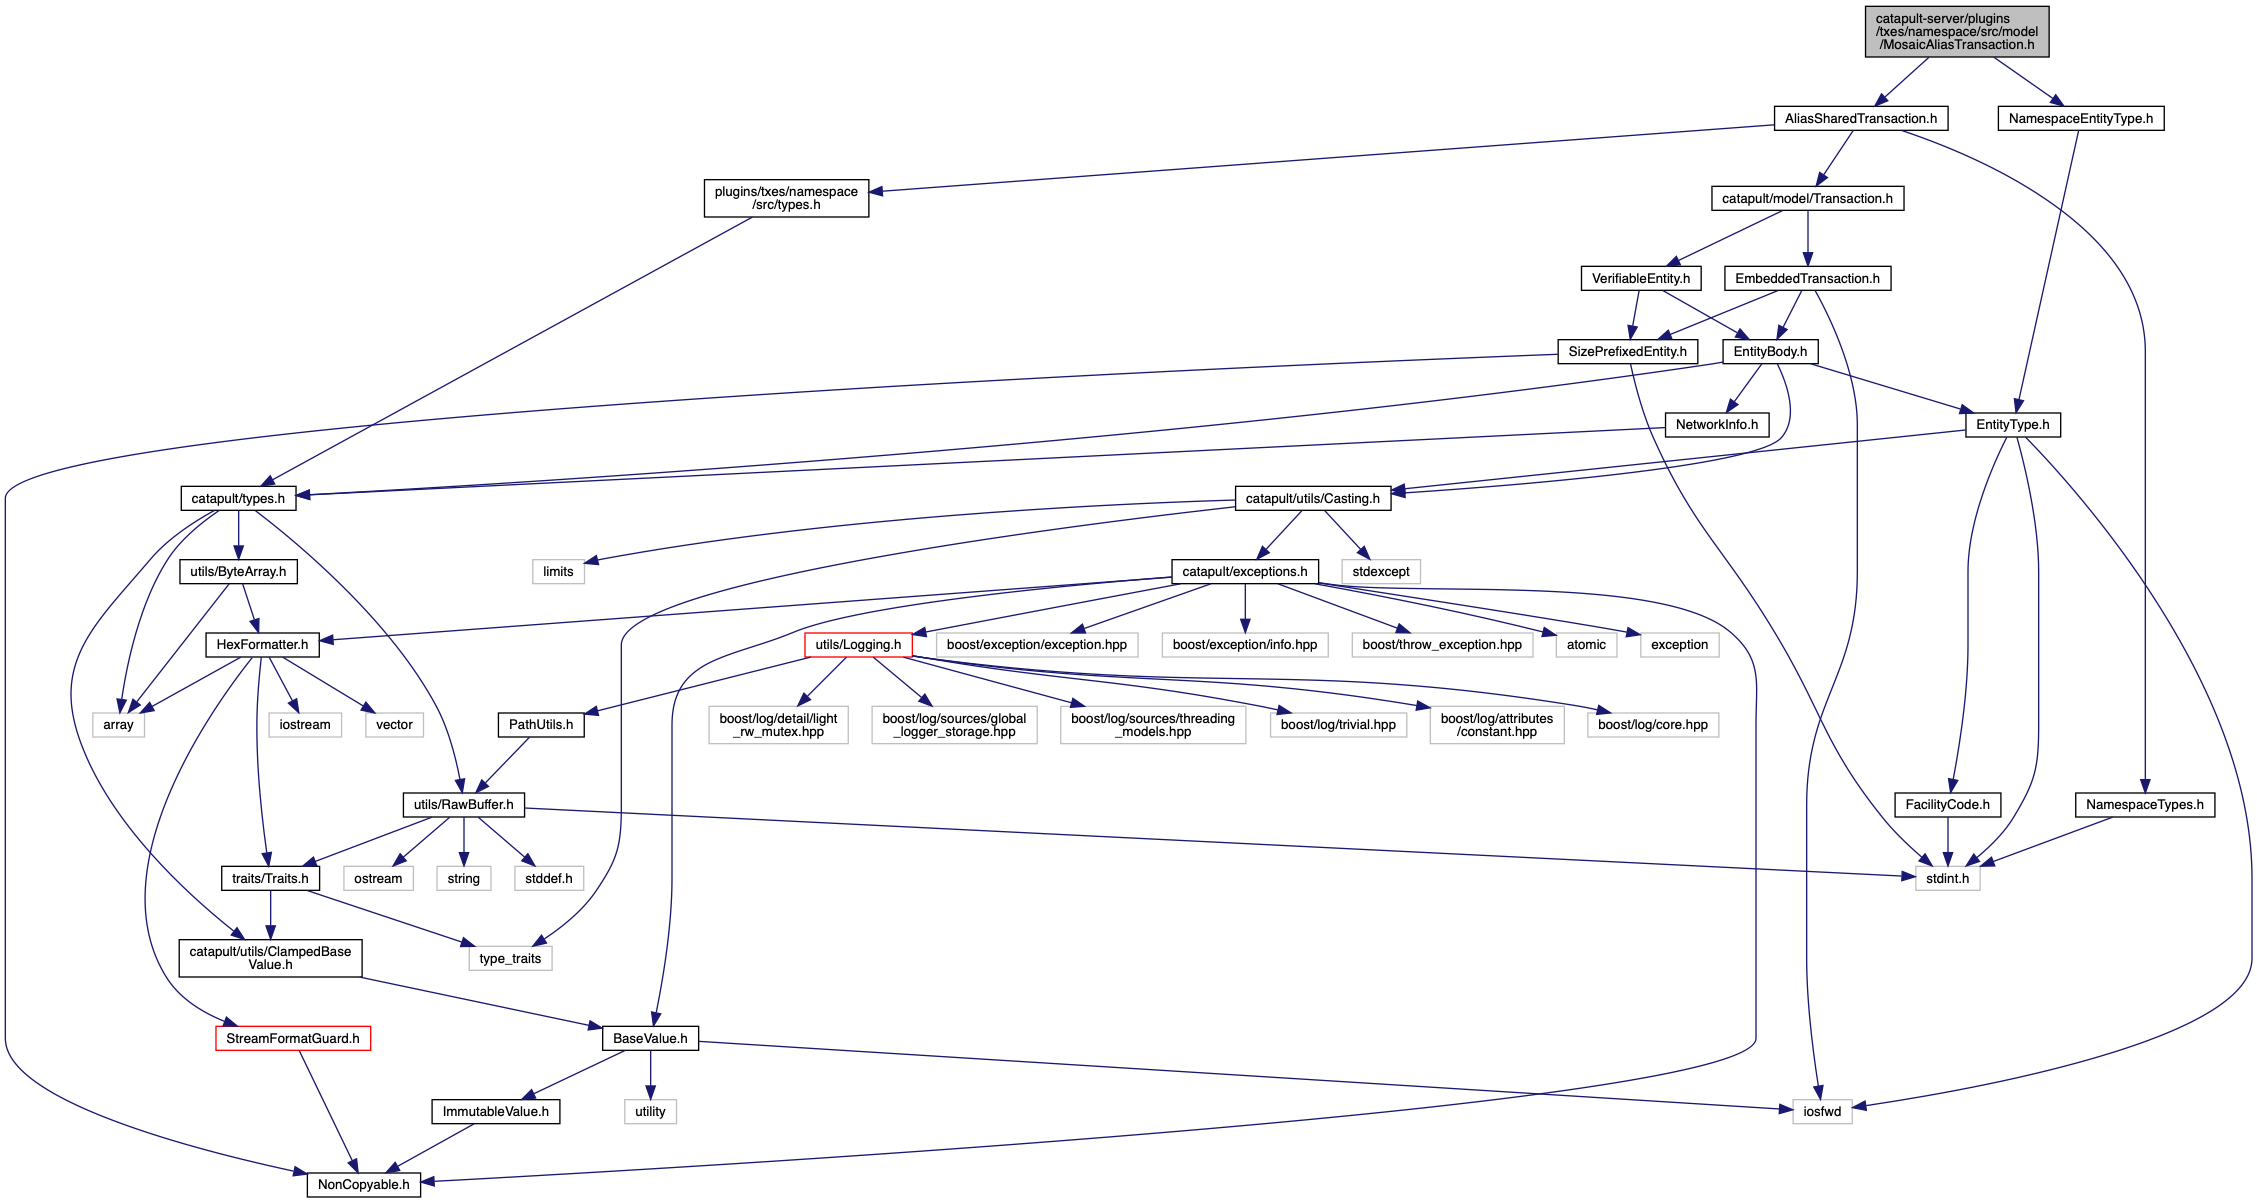 catapult-server/plugins
/txes/namespace/src/model
/MosaicAliasTransaction.h
AliasSharedTransaction.h
NamespaceEntityType.h
plugins/txes/namespace
/src/types.h
catapult/model/Transaction.h
VerifiableEntity.h
EmbeddedTransaction.h
SizePrefixedEntity.h
EntityBody.h
NetworkInfo.h
EntityType.h
catapult/types.h
catapult/utils/Casting.h
utils/ByteArray.h
limits
catapult/exceptions.h
stdexcept
HexFormatter.h
utils/Logging.h
boost/exception/exception.hpp
boost/exception/info.hpp
boost/throw_exception.hpp
atomic
exception
array
iostream
vector
PathUtils.h
boost/log/detail/light
_rw_mutex.hpp
boost/log/sources/global
_logger_storage.hpp
boost/log/sources/threading
_models.hpp
boost/log/trivial.hpp
boost/log/attributes
/constant.hpp
boost/log/core.hpp
utils/RawBuffer.h
FacilityCode.h
NamespaceTypes.h
traits/Traits.h
ostream
string
stddef.h
stdint.h
catapult/utils/ClampedBase
Value.h
type_traits
StreamFormatGuard.h
BaseValue.h
ImmutableValue.h
utility
iosfwd
NonCopyable.h